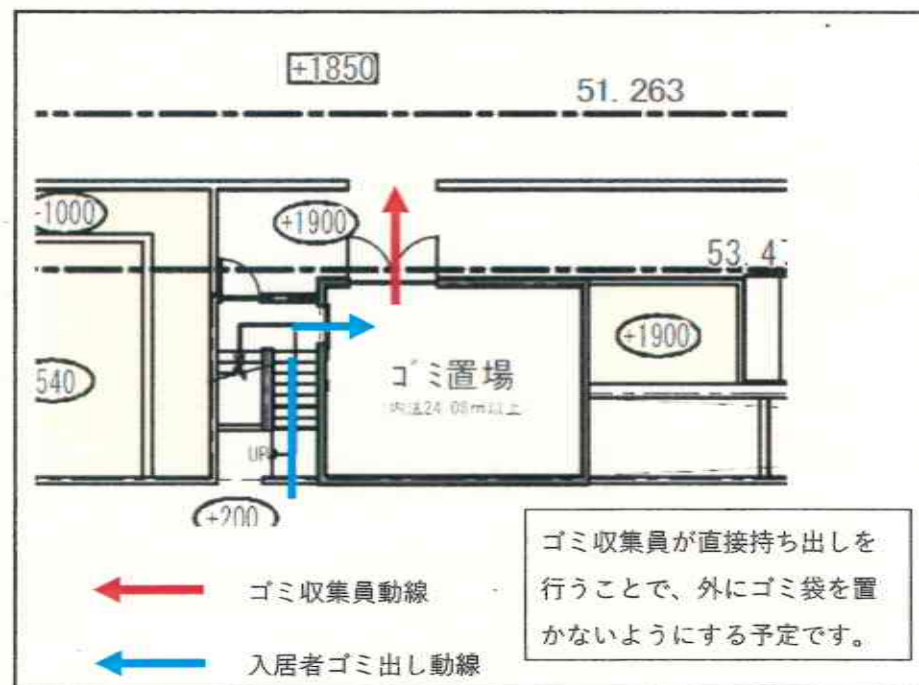 +1850
51. 263
-1000
+1900
53. 4
540
ゴミ置場
+1900
UP
+200
ゴミ収集員動線
入居者ゴミ出し動線
ゴミ収集員が直接持ち出しを
行うことで、外にゴミ袋を置
かないようにする予定です。